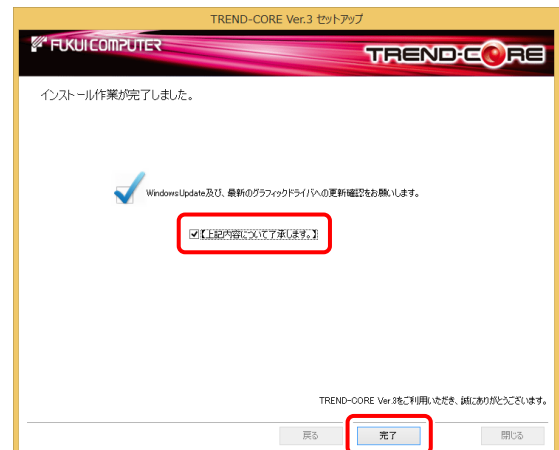 TREND-CORE Ver.3 セットアップ
FUKUI COMPUTER
TREND-CORE
インストール作業が完了しました。
WindowsUpdate及び、最新のグラフィックドライバへの更新確認をお願いします。
【上記内容について了承します。】
TREND-CORE Ver.3をご利用いただき、誠にありがとうございます。
戻る 完了 閉じる